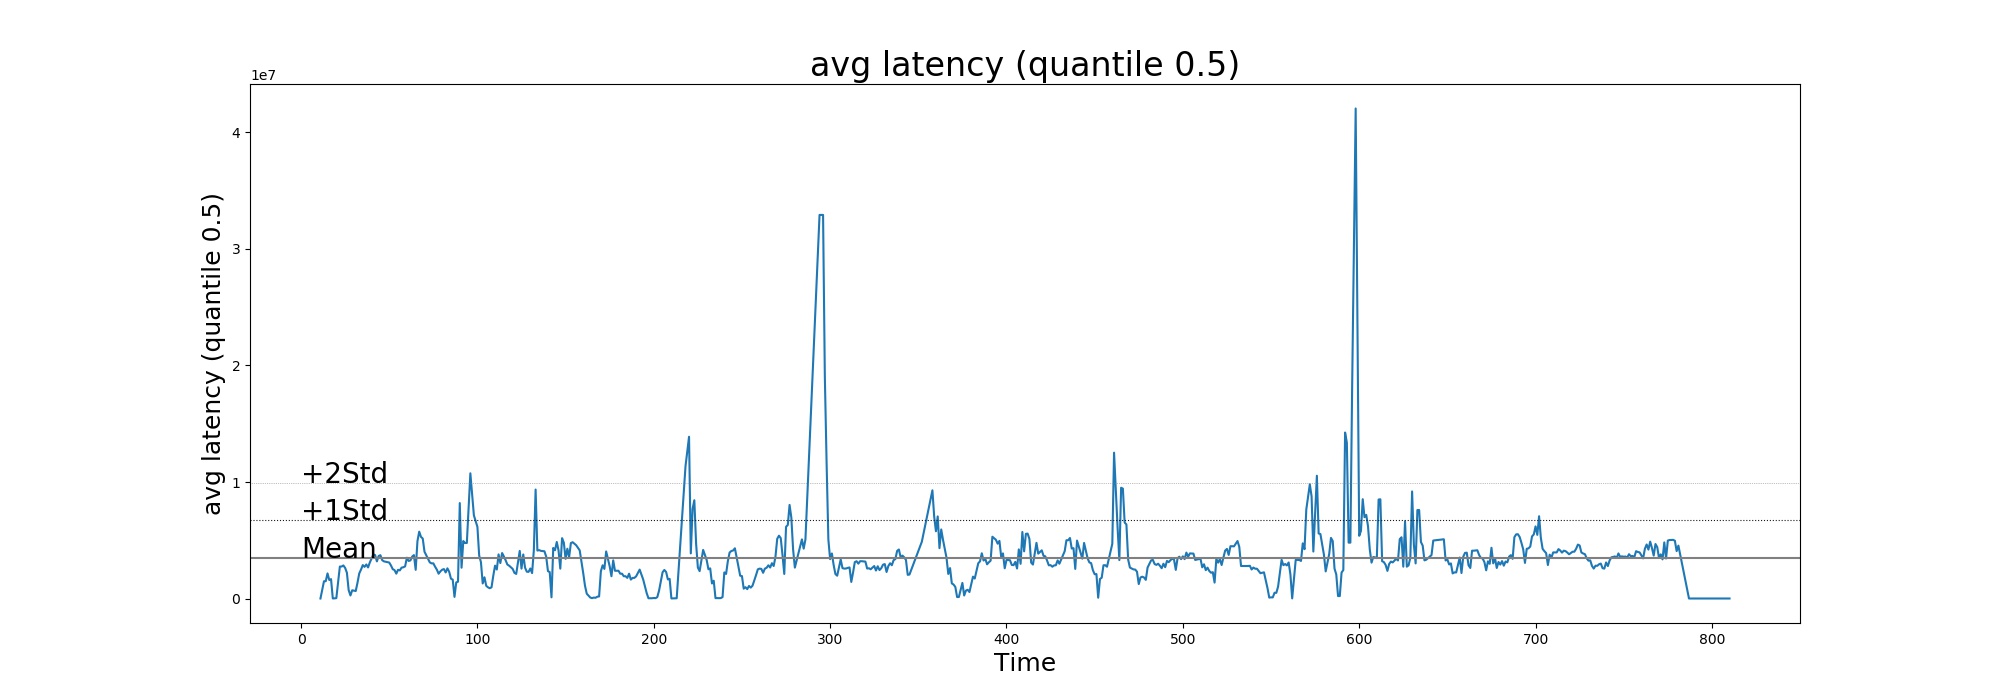 avg latency (quantile 0.5)
1e7
4
3
2
1
0
avg latency (quantile 0.5)
+2Std
+1Std
Mean
0 100 200 300 400 500 600 700 800
Time